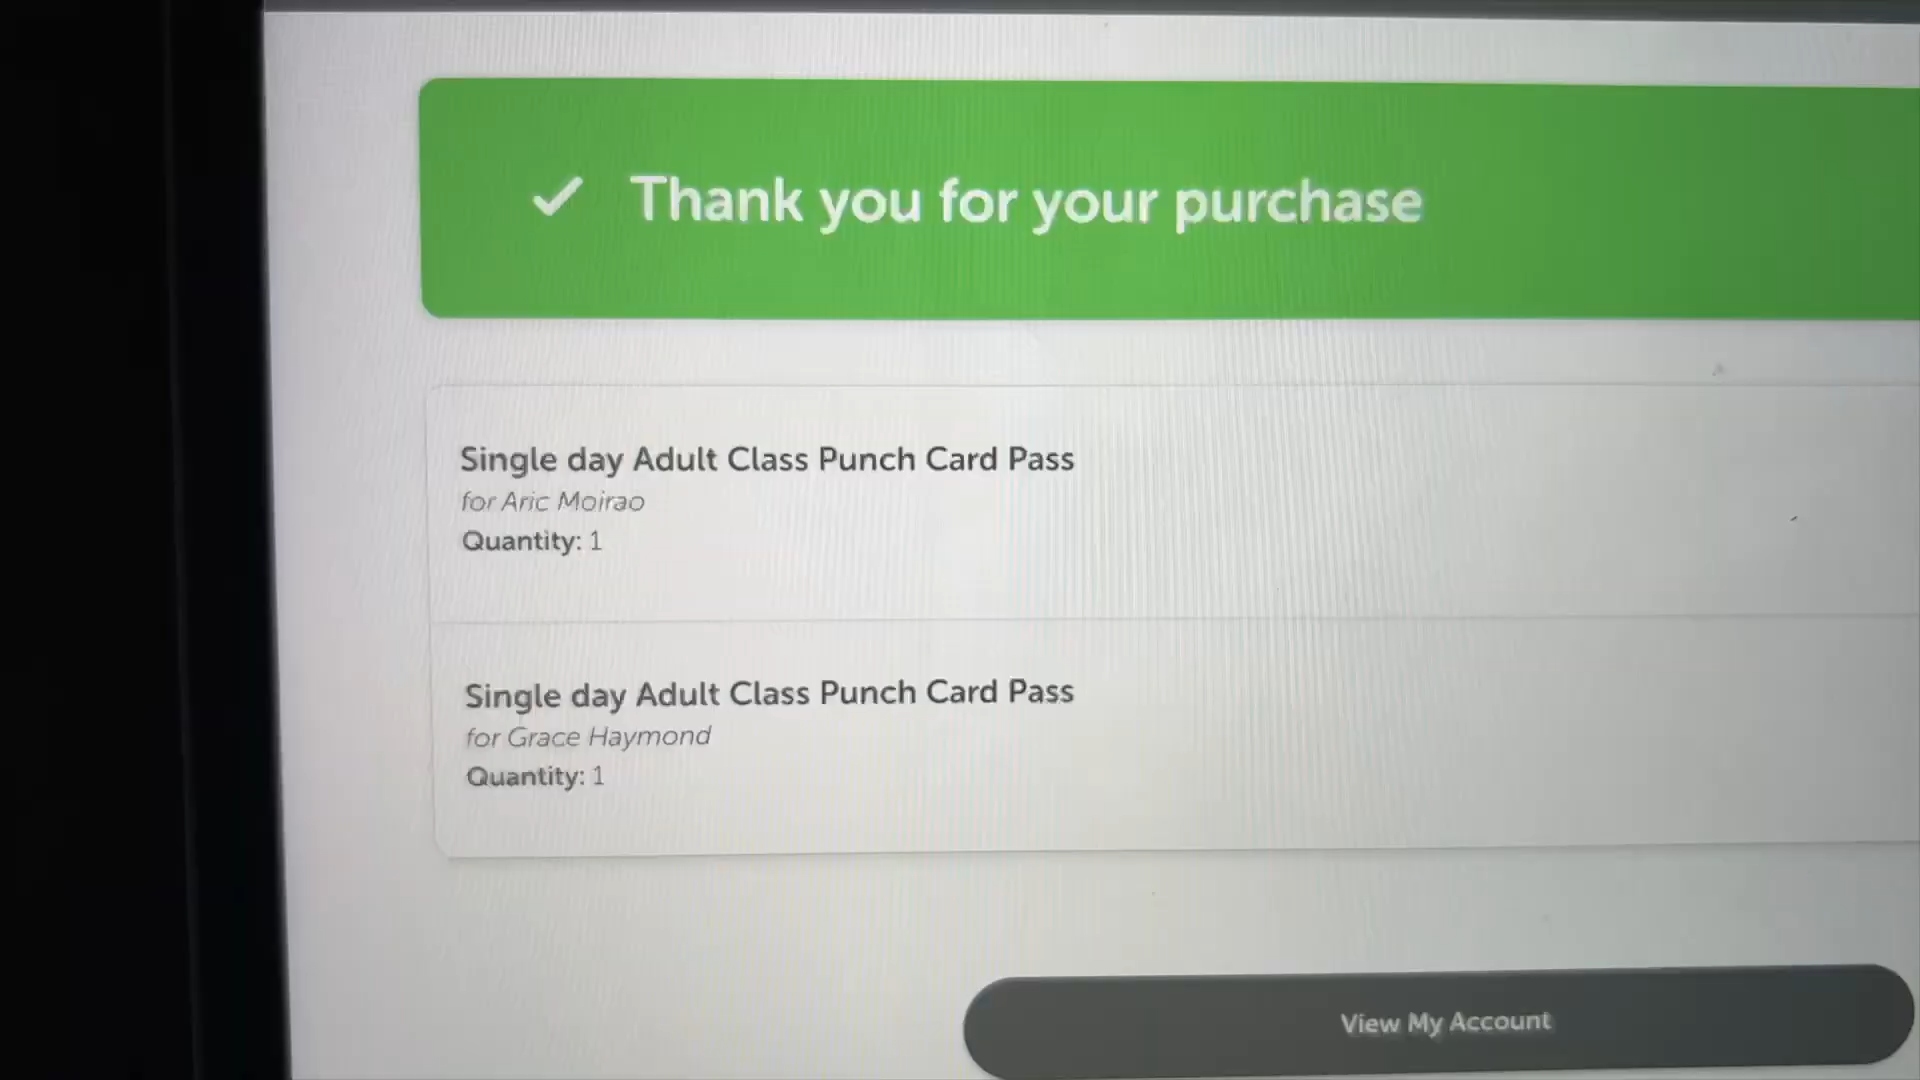 Thank you for your purchase
Single day Adult Class Punch Card Pass
for Aric Moirao
Quantity: 1
Single day Adult Class Punch Card Pass
for Grace Haymond
Quantity: 1
View My Account